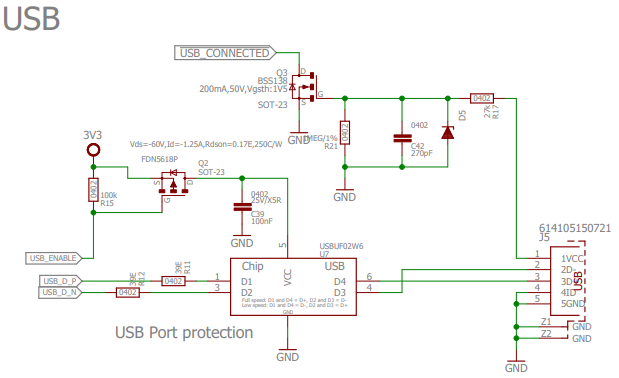 USB
USB_CONNECTED
Q3
BSS138
200mA,50V,Vgsth:1V5
SOT-23
D
G
S
GND
0402
1MEG/1%
R21
0402
C42
270pF
D5
0402
27k
R17
GND
3V3
Vds=-60V,Id=-1.25A,Rdson=0.17E,250C/W
FDN5618P
Q2
SOT-23
S
D
G
0402
100k
R15
0402
25V/X5R
C39
100nF
GND
USB_ENABLE
USB_D_P
USB_D_N
39E
R12
0402
39E
R11
0402
USBUF02W6
U7
5
VCC
Chip
USB
1
D1
3
D2
D4
6
D3
4
Full speed: D1 and D4 = D+, D2 and D3 = D-
Low speed: D1 and D4 = D-, D2 and D3 = D+
GND
2
GND
USB Port protection
614105150721
J5
1
1VCC
2
2D-
3
3D+
4
4ID
5
5GND
USB
Z1
GND
Z2
GND
GND